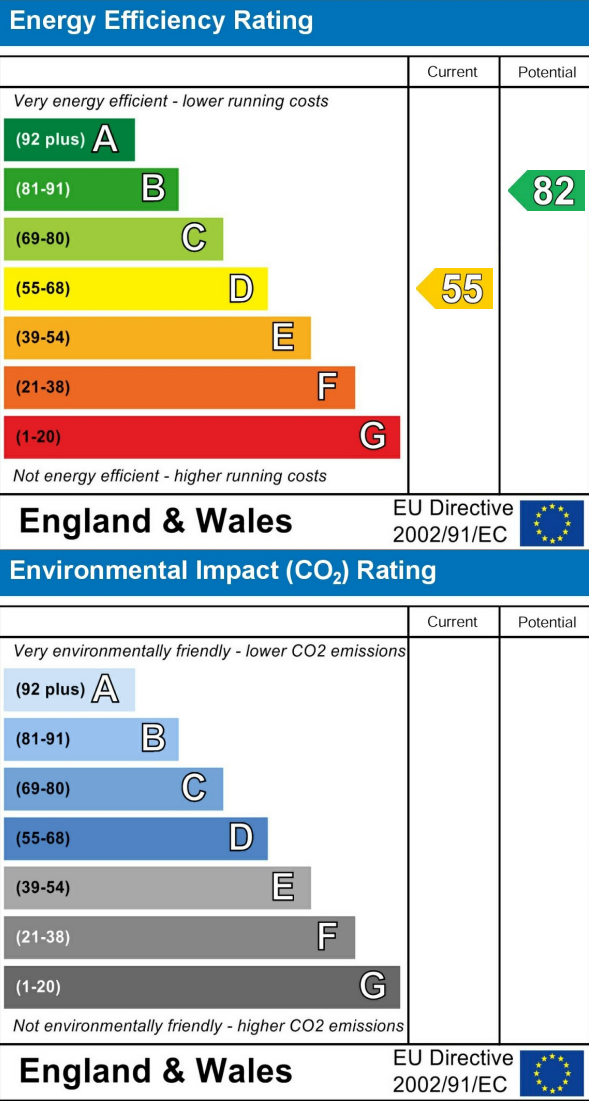 Energy Efficiency Rating
Current Potential
Very energy efficient - lower running costs
(92 plus) A
(81-91) B
82
(69-80) C
(55-68) D
55
(39-54) E
(21-38) F
(1-20) G
Not energy efficient - higher running costs
England & Wales
EU Directive
2002/91/EC
Environmental Impact (CO₂) Rating
Current Potential
Very environmentally friendly - lower CO2 emissions
(92 plus) A
(81-91) B
(69-80) C
(55-68) D
(39-54) E
(21-38) F
(1-20) G
Not environmentally friendly - higher CO2 emissions
England & Wales
EU Directive
2002/91/EC